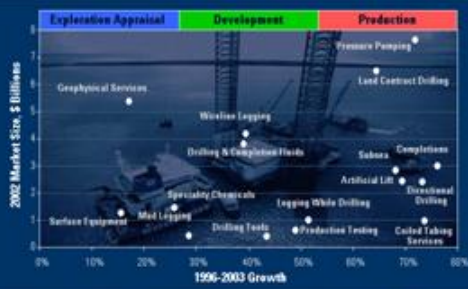 Exploration Appraisal
Development
Production
2002 Market Size, $ Billions
8
7
6
5
4
3
2
1
0
Pressure Pumping
Land Contract Drilling
Geophysical Services
Wireline Logging
Drilling & Completion Fluids
Subsea
Completions
Artificial Lift
Directional
Drilling
Speciality Chemicals
Logging While Drilling
Surface Equipment
Mud Logging
Drilling Tools
Production Testing
Coiled Tubing
Services
0%
10%
20%
30%
40%
50%
60%
70%
80%
1996-2003 Growth